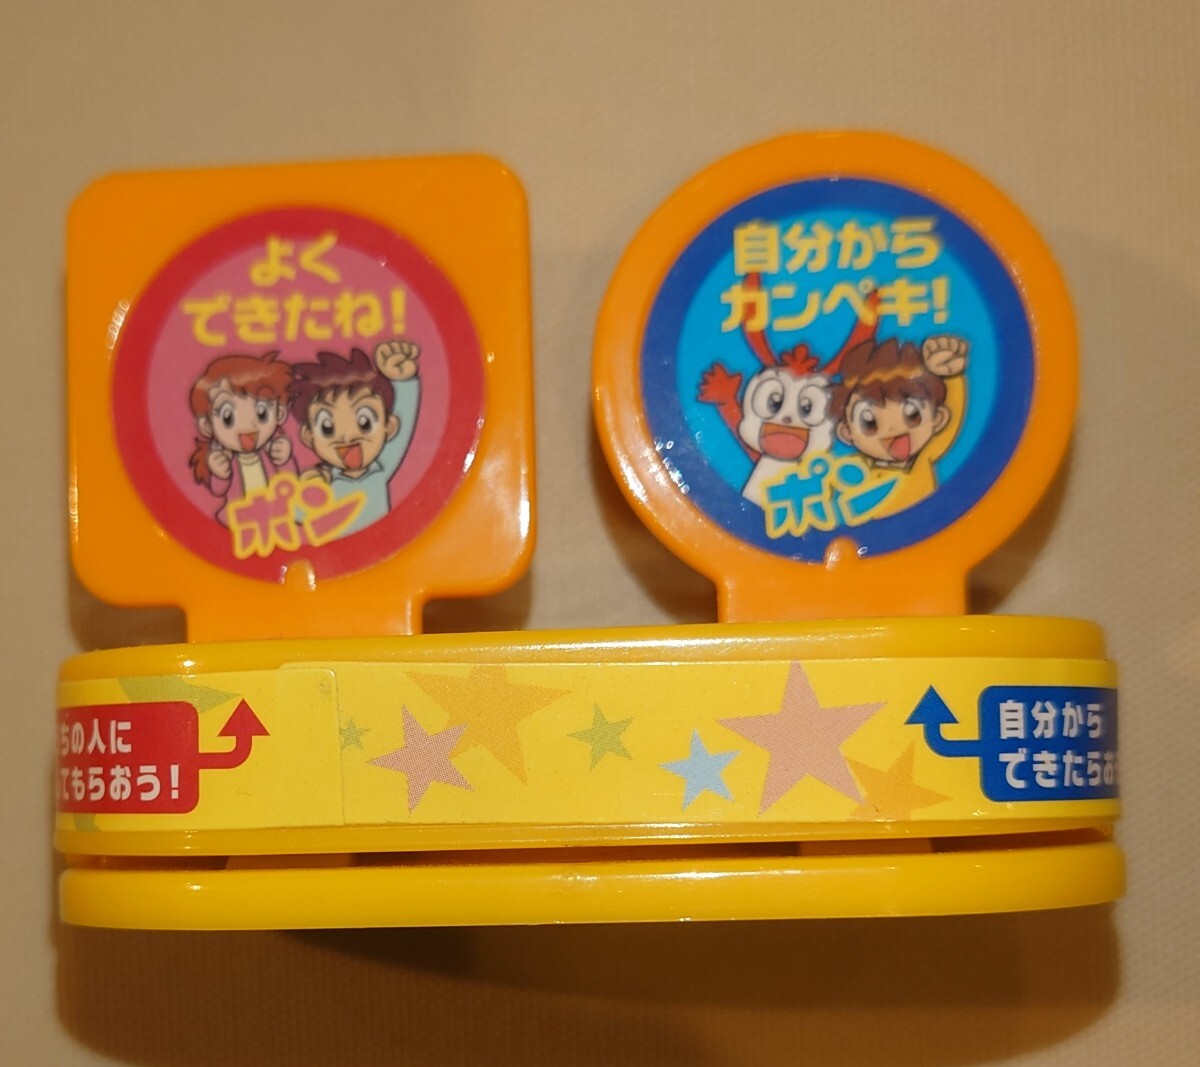 よく
できたね!
ポン
自分から
カンペキ!
ポン
ちの人に
てもらおう!
自分から
できたらお